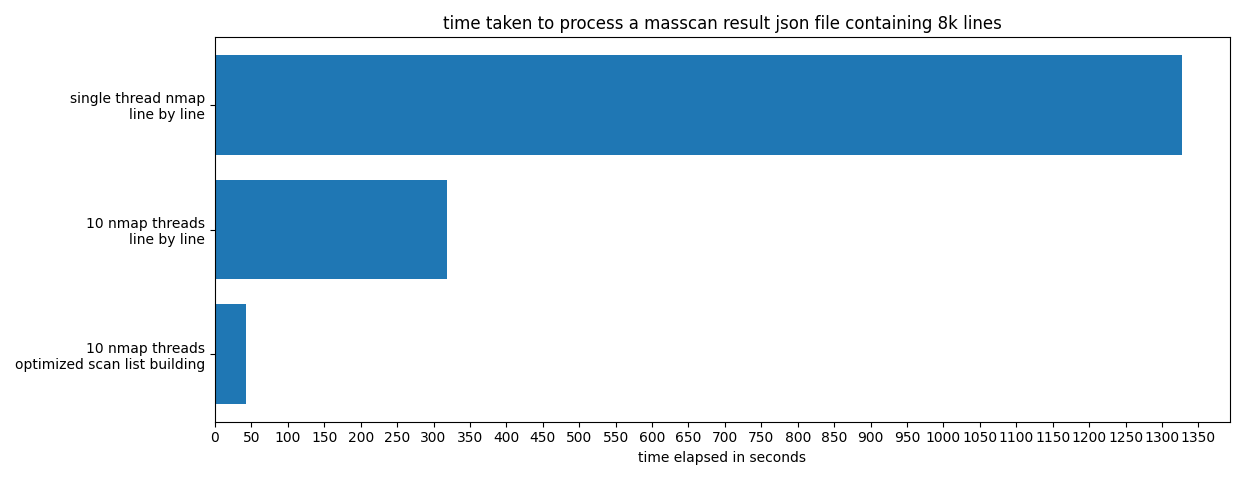 time taken to process a masscan result json file containing 8k lines
single thread nmap
line by line
10 nmap threads
line by line
10 nmap threads
optimized scan list building
0 50 100 150 200 250 300 350 400 450 500 550 600 650 700 750 800 850 900 950 1000 1050 1100 1150 1200 1250 1300 1350
time elapsed in seconds